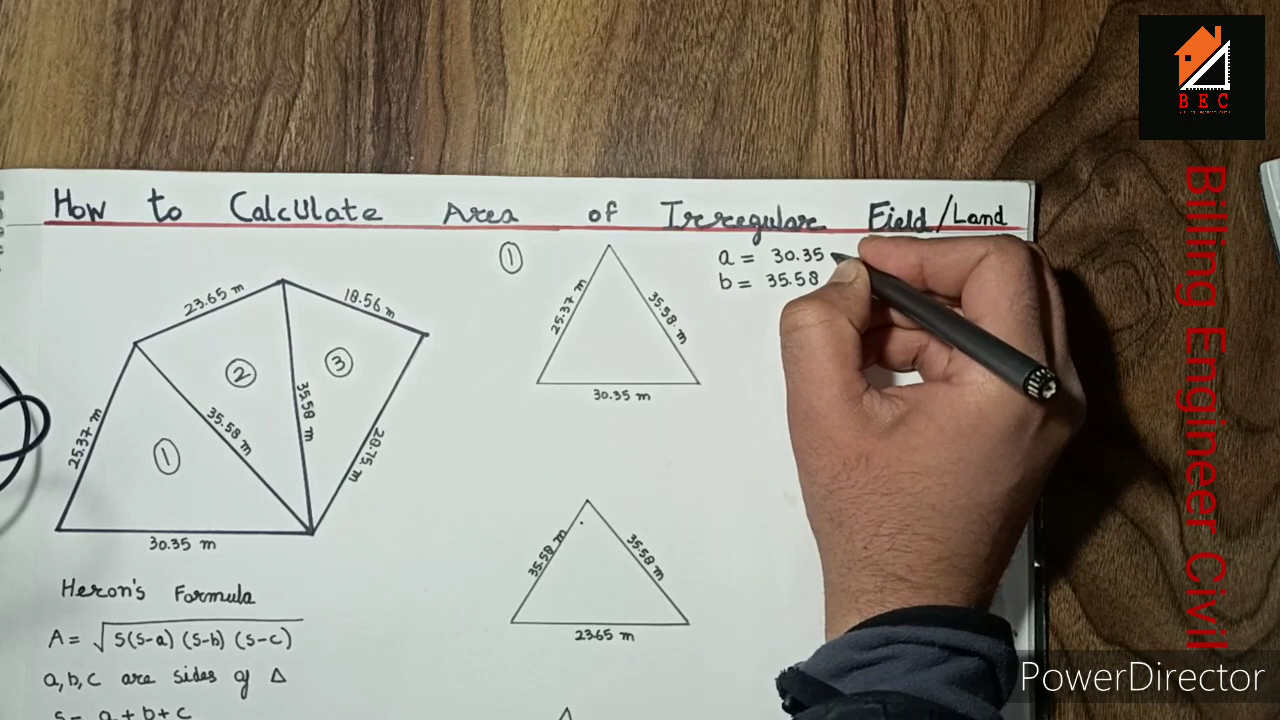 How to Calculate Area of Irregular Field/Land
23.65 m
18.56 m
25.37 m
35.58 m
35.58 m
28.75 m
30.35 m
1
2
3
1
25.37 m
35.58 m
30.35 m
a = 30.35
b = 35.58
35.58 m
35.58 m
23.65 m
Heron's Formula
A = √S(S-a) (S-b) (S-c)
a,b,c are sides of Δ
S = a+b+c
BEC
Billing Engineer Civil
PowerDirector